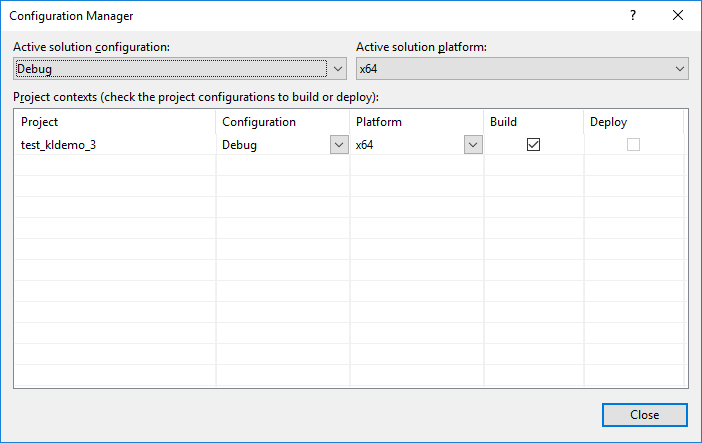 Configuration Manager
?
Active solution configuration: Active solution platform:
Debug x64
Project contexts (check the project configurations to build or deploy):
Project Configuration Platform Build Deploy
test_kldemo_3 Debug x64
Close